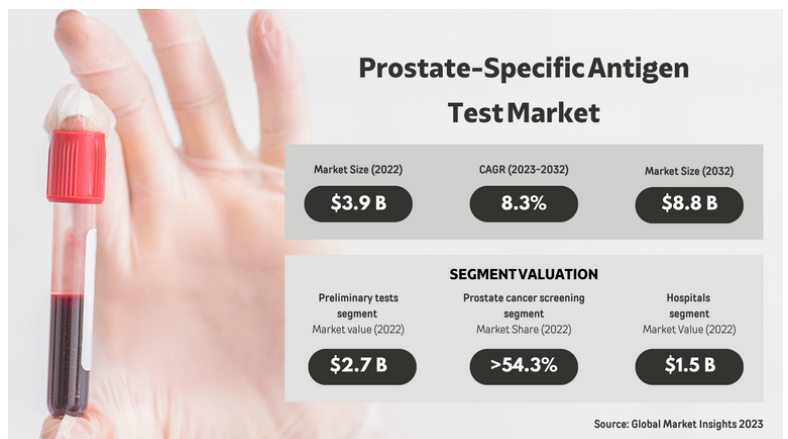 Prostate-Specific Antigen
Test Market
Market Size (2022)
$3.9 B
CAGR (2023-2032)
8.3%
Market Size (2032)
$8.8 B
SEGMENT VALUATION
Preliminary tests
segment
Market value (2022)
$2.7 B
Prostate cancer screening
segment
Market Share (2022)
>54.3%
Hospitals
segment
Market Value (2022)
$1.5 B
Source: Global Market Insights 2023